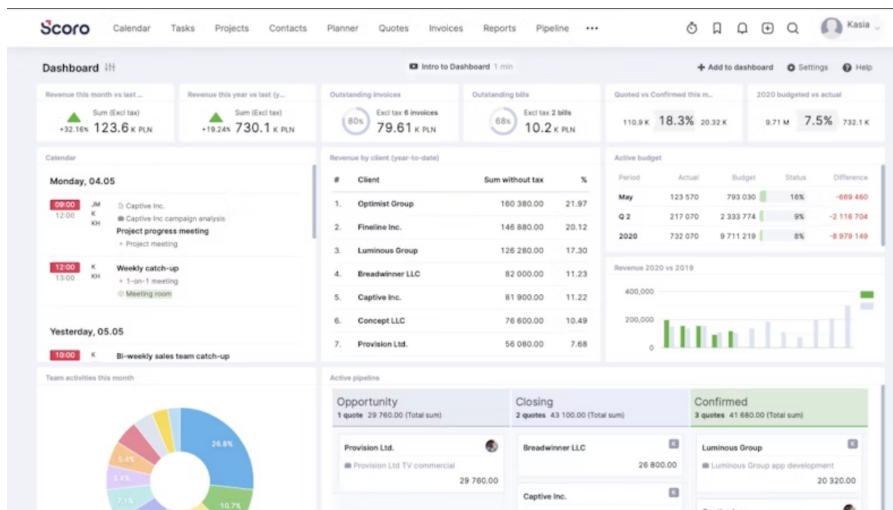 Scoro Calendar Tasks Projects Contacts Planner Quotes Invoices Reports Pipeline ••• Kasia
Dashboard Intro to Dashboard 1 min Add to dashboard Settings Help
Revenue this month vs last ...
Sum (Excl tax)
+32.16% 123.6 K PLN
Revenue this year vs last (y...
Sum (Excl tax)
+19.24% 730.1 K PLN
Outstanding invoices
80%
Excl tax 6 invoices
79.61 K PLN
Outstanding bills
68%
Excl tax 2 bills
10.2 K PLN
Quoted vs Confirmed this m...
110.9 K 18.3% 20.32 K
2020 budgeted vs actual
9.71 M 7.5% 732.1 K
Calendar
Monday, 04.05
09:00 JM Captive Inc.
12:00 K Captive Inc campaign analysis
KH Project progress meeting
Project meeting
12:00 K Weekly catch-up
13:00 KH 1-on-1 meeting
Meeting room
Yesterday, 05.05
10:00 K Bi-weekly sales team catch-up
Revenue by client (year-to-date)
# Client Sum without tax %
1. Optimist Group 160 380.00 21.97
2. Fineline Inc. 146 880.00 20.12
3. Luminous Group 126 280.00 17.30
4. Breadwinner LLC 82 000.00 11.23
5. Captive Inc. 81 900.00 11.22
6. Concept LLC 76 600.00 10.49
7. Provision Ltd. 56 080.00 7.68
Active budget
Period Actual Budget Status Difference
May 123 570 793 030 16% -669 460
Q 2 217 070 2 333 774 9% -2 116 704
2020 732 070 9 711 219 8% -8 979 149
Revenue 2020 vs 2019
400,000
200,000
0
Team activities this month
26.8%
5.4%
5.4%
7.1%
10.7%
Active pipeline
Opportunity
1 quote 29 760.00 (Total sum)
Provision Ltd.
Provision Ltd TV commercial
29 760.00
Closing
2 quotes 43 100.00 (Total sum)
Breadwinner LLC K
26 800.00
Captive Inc. K
Confirmed
3 quotes 41 680.00 (Total sum)
Luminous Group K
Luminous Group app development
20 320.00